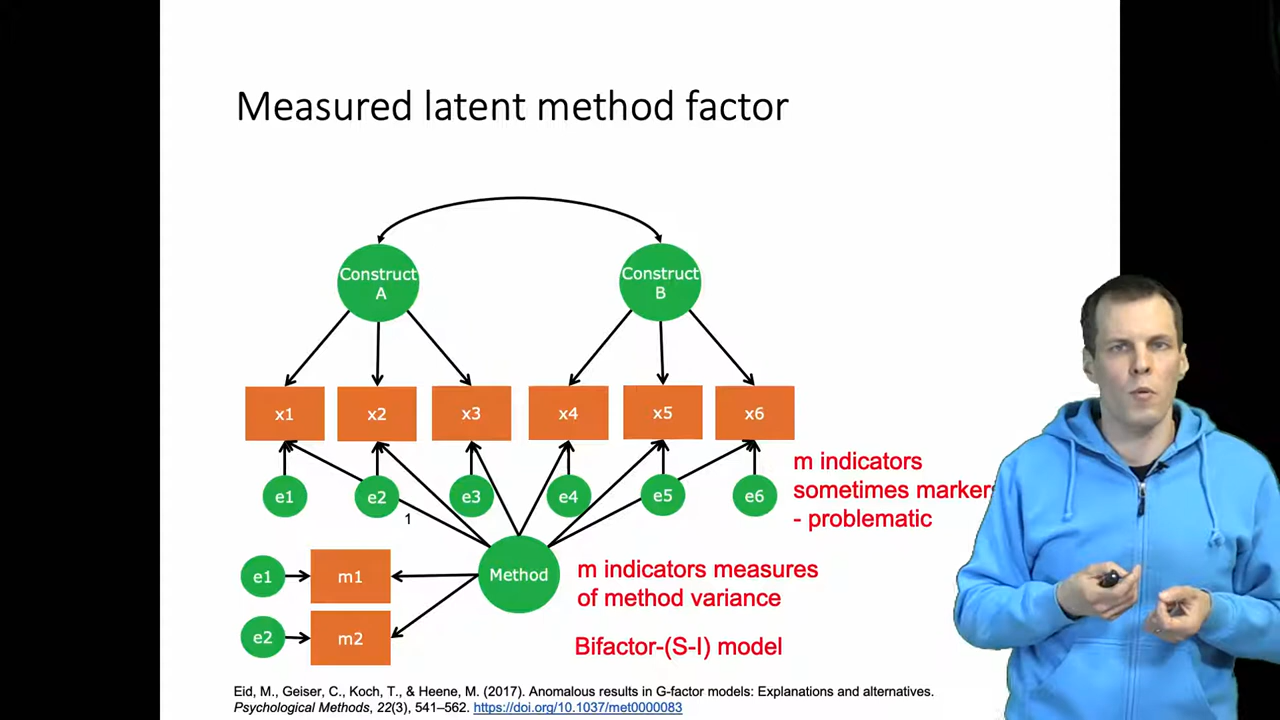 Measured latent method factor
Construct
A
Construct
B
x1
x2
x3
x4
x5
x6
e1
e2
e3
e4
e5
e6
m indicators
sometimes marker
- problematic
1
e1
m1
Method
m indicators measures
of method variance
e2
m2
Bifactor-(S-I) model
Eid, M., Geiser, C., Koch, T., & Heene, M. (2017). Anomalous results in G-factor models: Explanations and alternatives.
Psychological Methods, 22(3), 541–562. https://doi.org/10.1037/met0000083